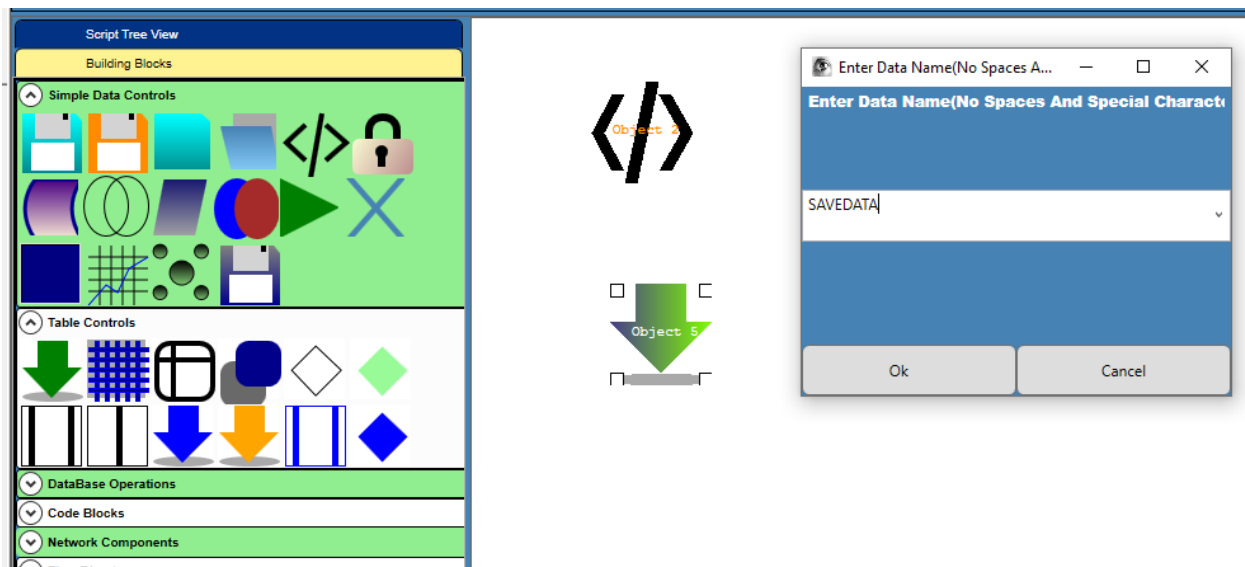 Script Tree View
Building Blocks
Simple Data Controls
Table Controls
DataBase Operations
Code Blocks
Network Components
Object 2
Object 5
Enter Data Name(No Spaces A...
Enter Data Name(No Spaces And Special Characte
SAVEDATA
Ok
Cancel